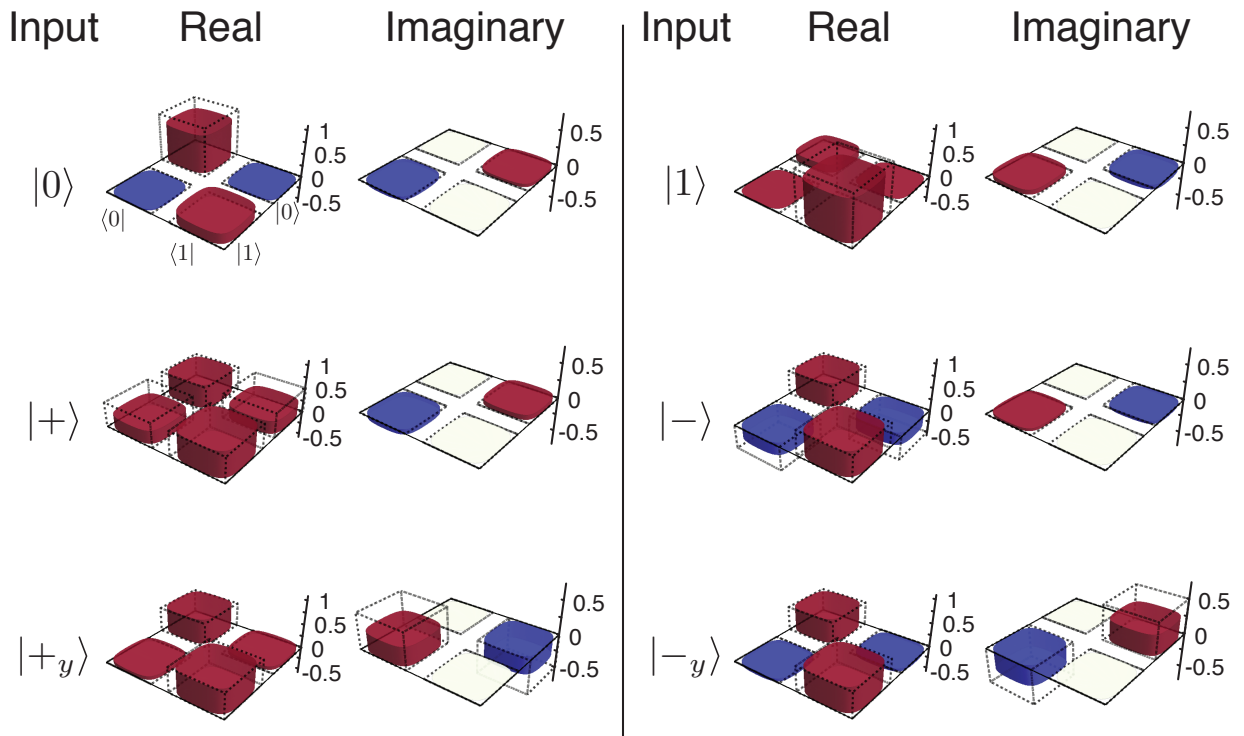 Input Real Imaginary Input Real Imaginary
|0⟩ 1 0.5 0 -0.5 0.5 0 -0.5 |1⟩ 1 0.5 0 -0.5 0.5 0 -0.5
⟨0| |0⟩
⟨1| |1⟩
|+⟩ 1 0.5 0 -0.5 0.5 0 -0.5 |−⟩ 1 0.5 0 -0.5 0.5 0 -0.5
|+y⟩ 1 0.5 0 -0.5 0.5 0 -0.5 |−y⟩ 1 0.5 0 -0.5 0.5 0 -0.5